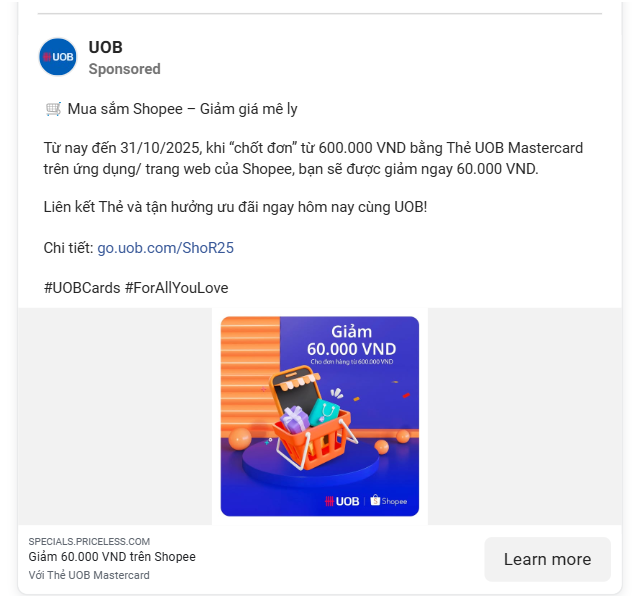 UOB
UOB
Sponsored
🛒 Mua sắm Shopee – Giảm giá mê ly
Từ nay đến 31/10/2025, khi “chốt đơn” từ 600.000 VND bằng Thẻ UOB Mastercard
trên ứng dụng/ trang web của Shopee, bạn sẽ được giảm ngay 60.000 VND.
Liên kết Thẻ và tận hưởng ưu đãi ngay hôm nay cùng UOB!
Chi tiết: go.uob.com/ShoR25
#UOBCards #ForAllYouLove
Giảm
60.000 VND
Cho đơn hàng từ 600.000 VND
UOB | Shopee
SPECIALS.PRICELESS.COM
Giảm 60.000 VND trên Shopee
Với Thẻ UOB Mastercard
Learn more